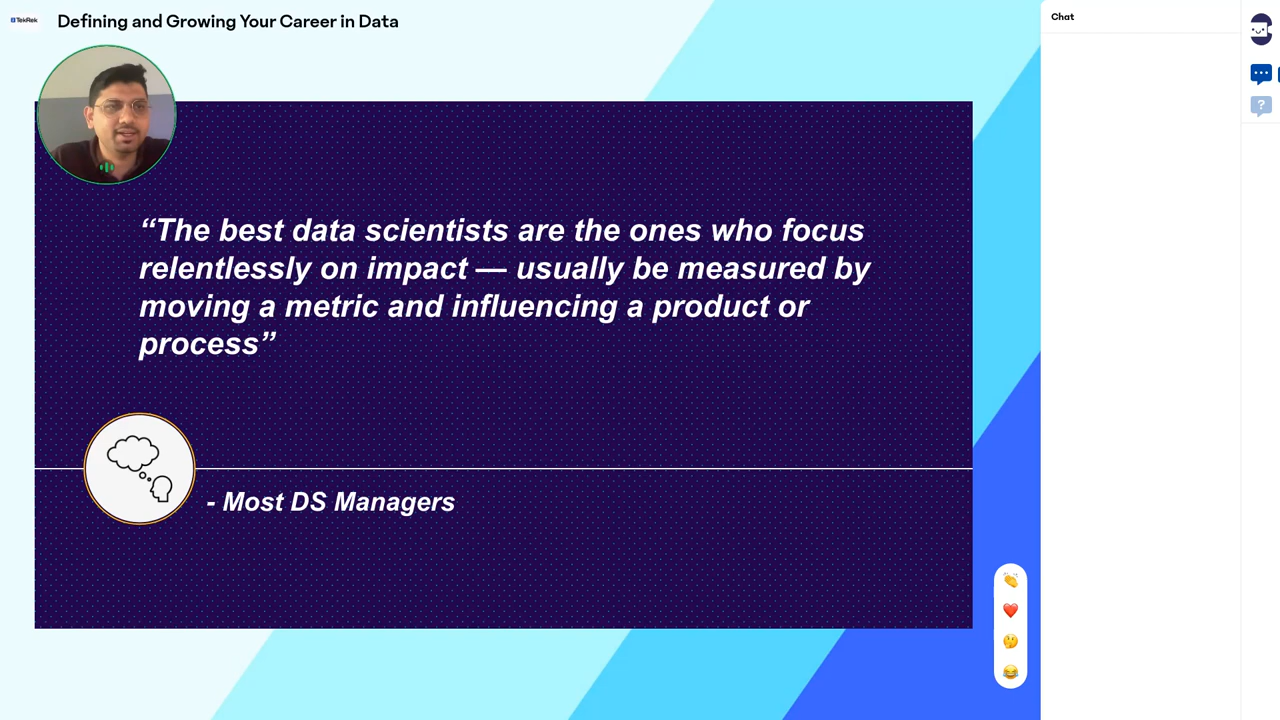 TekRek
Defining and Growing Your Career in Data
Chat
“The best data scientists are the ones who focus
relentlessly on impact — usually be measured by
moving a metric and influencing a product or
process”
- Most DS Managers
?